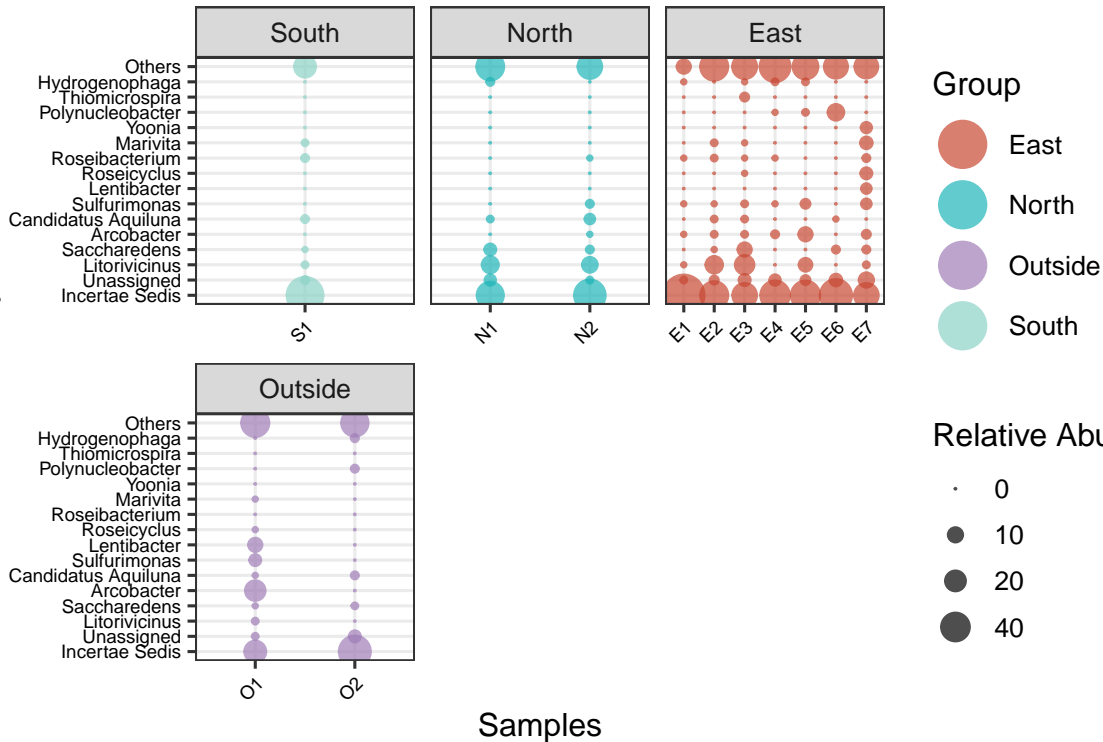 South
North
East
Others
Hydrogenophaga
Thiomicrospira
Polynucleobacter
Yoonia
Marivita
Roseibacterium
Roseicyclus
Lentibacter
Sulfurimonas
Candidatus Aquiluna
Arcobacter
Saccharedens
Litorivicinus
Unassigned
Incertae Sedis
S1
N1
N2
E1
E2
E3
E4
E5
E6
E7
Outside
Others
Hydrogenophaga
Thiomicrospira
Polynucleobacter
Yoonia
Marivita
Roseibacterium
Roseicyclus
Lentibacter
Sulfurimonas
Candidatus Aquiluna
Arcobacter
Saccharedens
Litorivicinus
Unassigned
Incertae Sedis
O1
O2
Samples
Group
East
North
Outside
South
Relative Abu
0
10
20
40